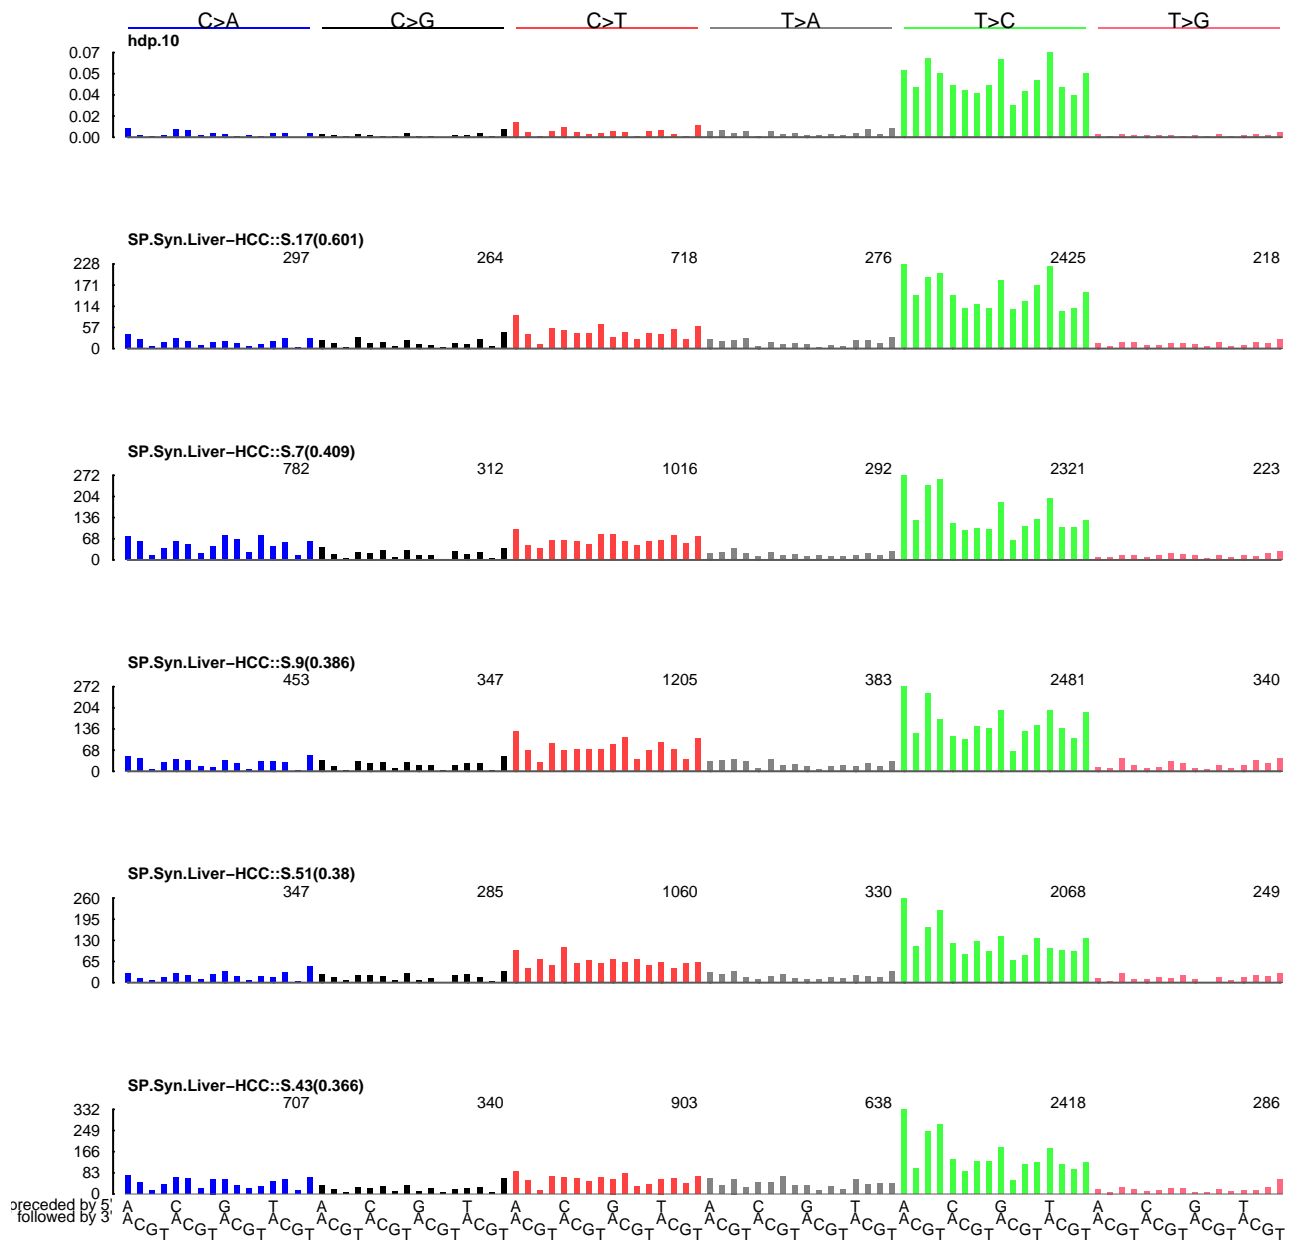 C>A C>G C>T T>A T>C T>G
hdp.10
0.07
0.05
0.04
0.02
0.00
SP.Syn.Liver−HCC::S.17(0.601)
297 264 718 276 2425 218
228
171
114
57
0
SP.Syn.Liver−HCC::S.7(0.409)
782 312 1016 292 2321 223
272
204
136
68
0
SP.Syn.Liver−HCC::S.9(0.386)
453 347 1205 383 2481 340
272
204
136
68
0
SP.Syn.Liver−HCC::S.51(0.38)
347 285 1060 330 2068 249
260
195
130
65
0
SP.Syn.Liver−HCC::S.43(0.366)
707 340 903 638 2418 286
332
249
166
83
0
preceded by 5' A C G T A C G T A C G T A C G T A C G T A C G T
followed by 3' A C G T A C G T A C G T A C G T A C G T A C G T A C G T A C G T A C G T A C G T A C G T A C G T A C G T A C G T A C G T A C G T A C G T A C G T A C G T A C G T A C G T A C G T A C G T A C G T